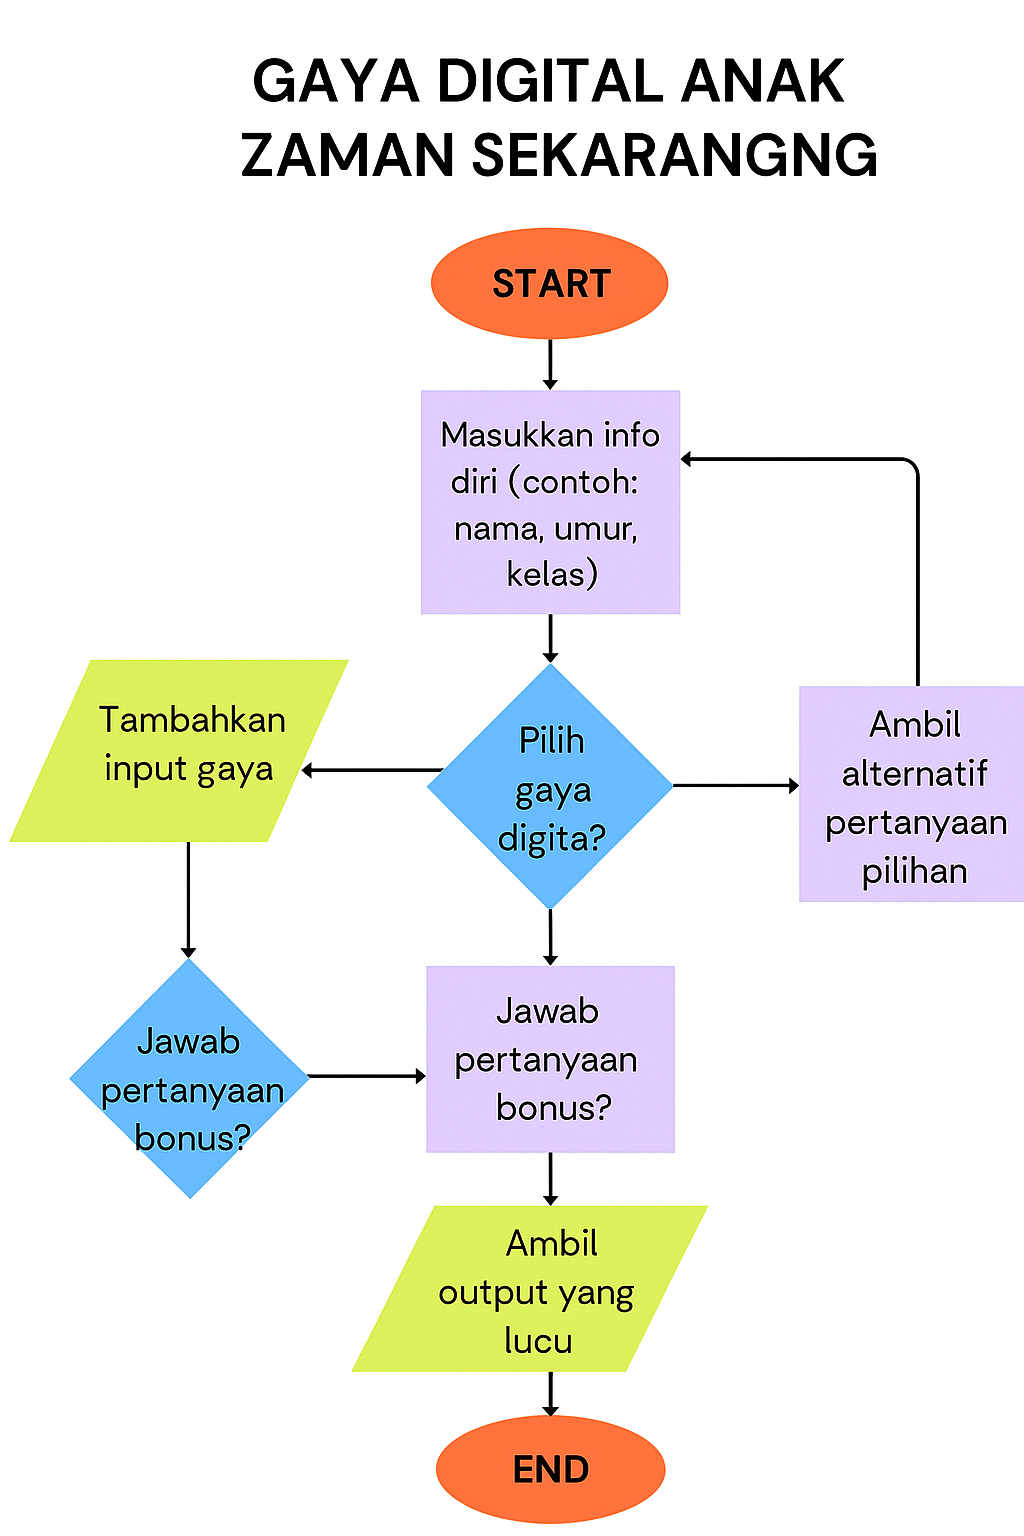 GAYA DIGITAL ANAK
ZAMAN SEKARANGNG
START
Masukkan info
diri (contoh:
nama, umur,
kelas)
Tambahkan
input gaya
Pilih
gaya
digita?
Ambil
alternatif
pertanyaan
pilihan
Jawab
pertanyaan
bonus?
Jawab
pertanyaan
bonus?
Ambil
output yang
lucu
END